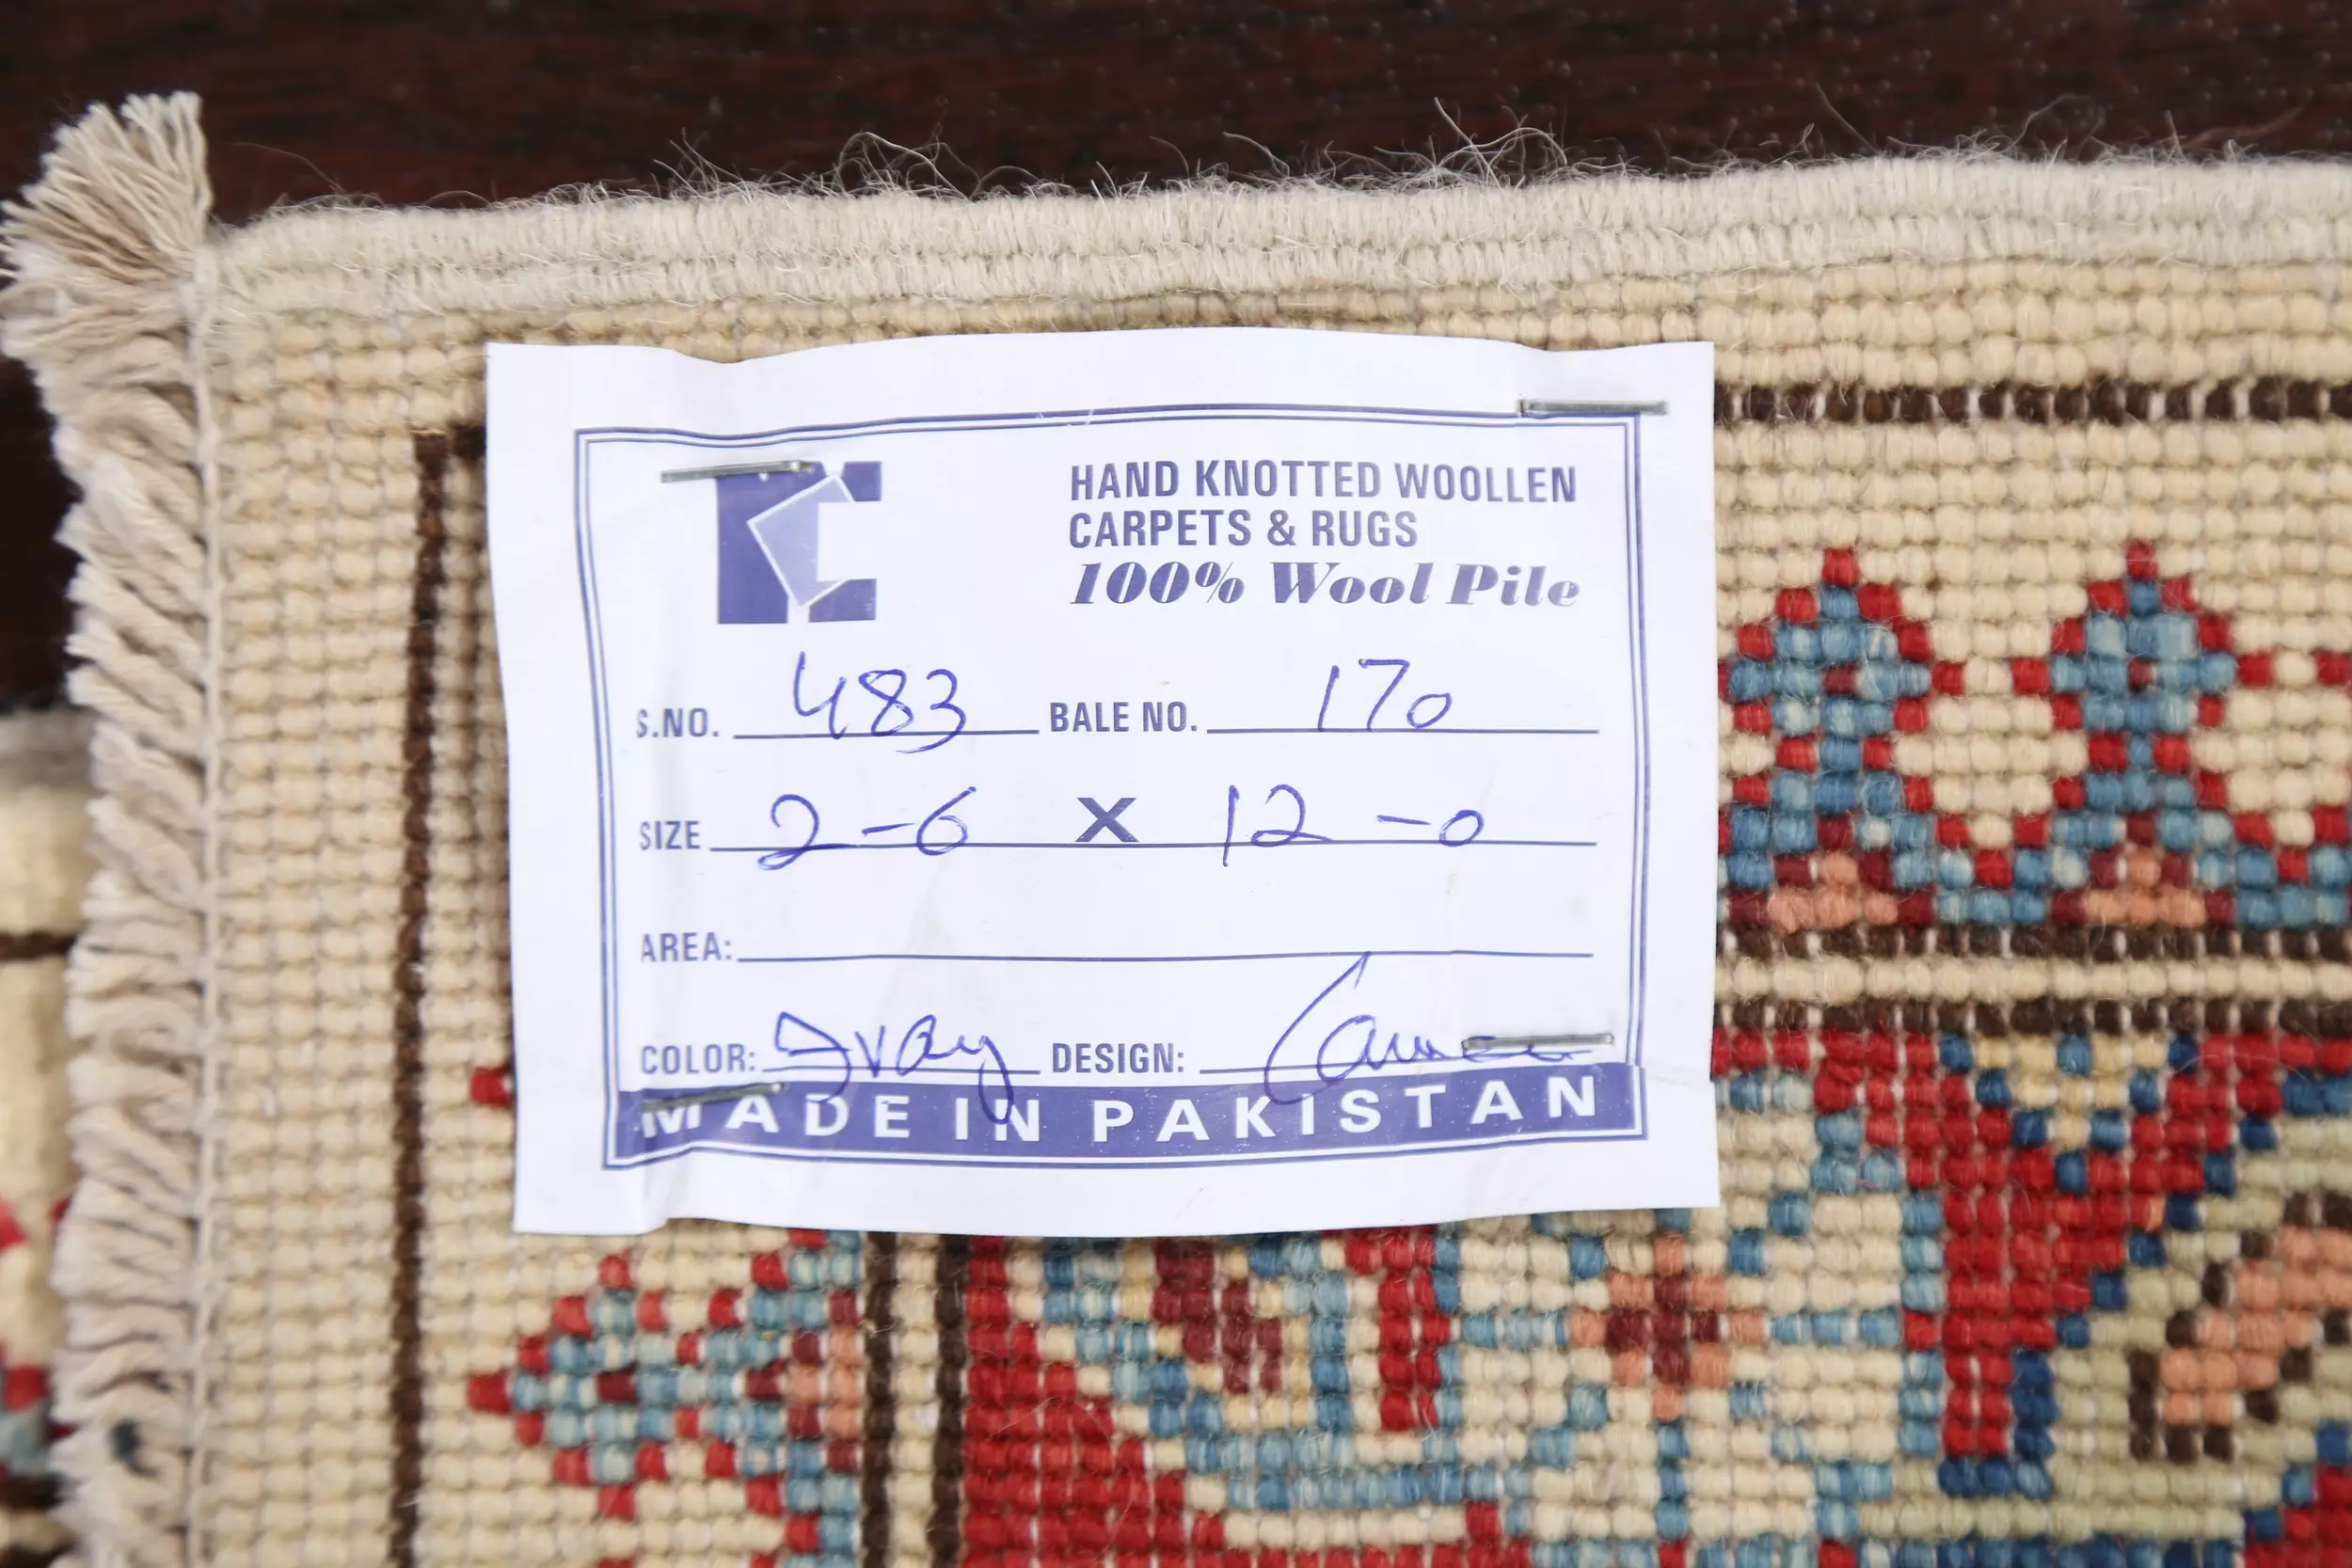 HAND KNOTTED WOOLLEN
CARPETS & RUGS
100% Wool Pile
S.NO. 483 BALE NO. 170
SIZE 2-6 X 12-0
AREA:
COLOR: Ivory DESIGN:
MADE IN PAKISTAN